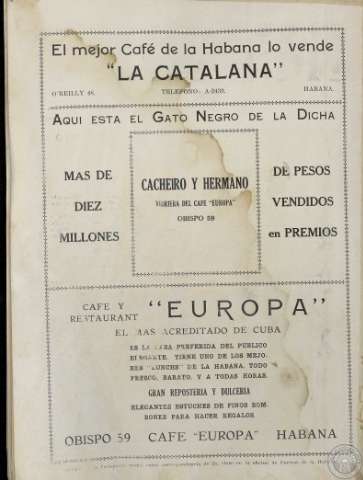 El mejor Café de la Habana lo vende
"LA CATALANA"
O'REILLY 48. TELEFONO: A-2439. HABANA.
AQUI ESTA EL GATO NEGRO DE LA DICHA
MAS DE
DIEZ
MILLONES
CACHEIRO Y HERMANO
VIDRIERA DEL CAFE "EUROPA"
OBISPO 59
DE PESOS
VENDIDOS
en PREMIOS
CAFE Y
RESTAURANT "EUROPA"
EL MAS ACREDITADO DE CUBA
ES LA CASA PREFERIDA DEL PUBLICO
ELEGANTE. TIENE UNO DE LOS MEJO-
RES "LUNCHS" DE LA HABANA. TODO
FRESCO, BARATO, Y A TODAS HORAS.
GRAN REPOSTERIA Y DULCERIA
ELEGANTES ESTUCHES DE FINOS BOM-
BONES PARA HACER REGALOS
OBISPO 59 CAFE "EUROPA" HABANA